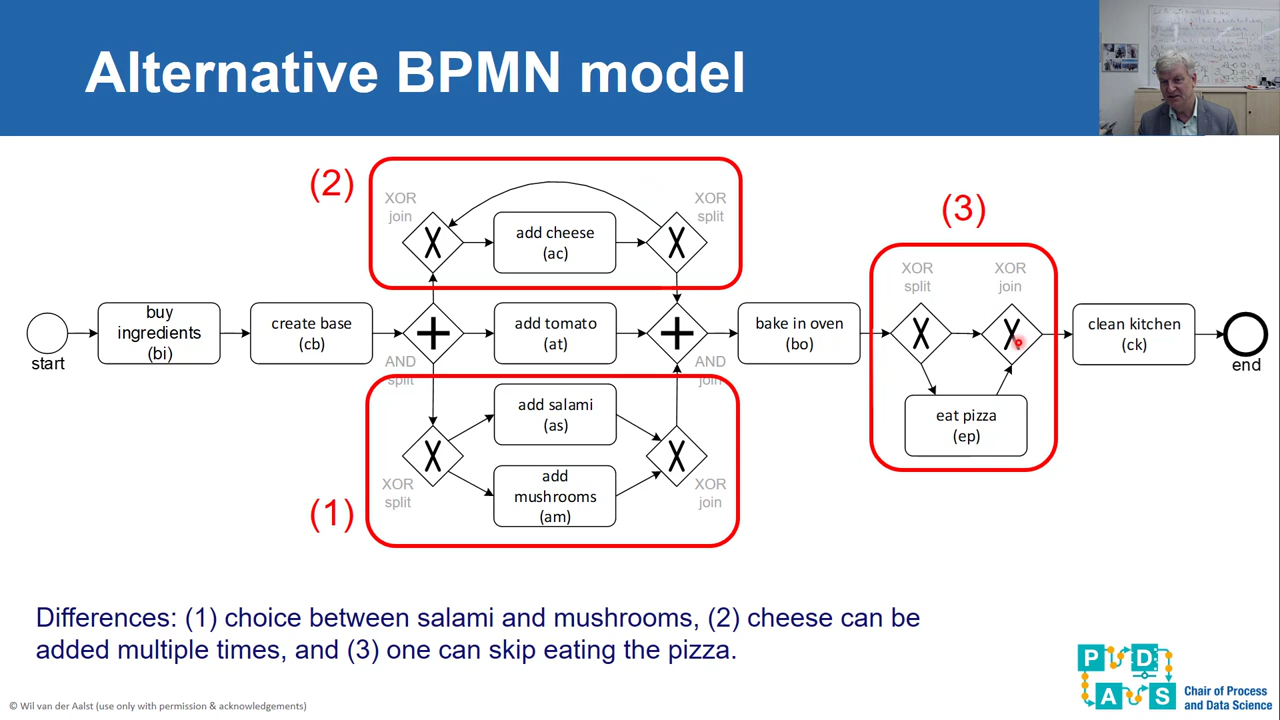 Alternative BPMN model
(2)
XOR
join
XOR
split
add cheese
(ac)
(3)
XOR
split
XOR
join
start
buy
ingredients
(bi)
create base
(cb)
add tomato
(at)
bake in oven
(bo)
clean kitchen
(ck)
end
AND
split
AND
join
add salami
(as)
eat pizza
(ep)
add
mushrooms
(am)
XOR
split
XOR
join
(1)
Differences: (1) choice between salami and mushrooms, (2) cheese can be
added multiple times, and (3) one can skip eating the pizza.
P D
A S
Chair of Process
and Data Science
© Wil van der Aalst (use only with permission & acknowledgements)